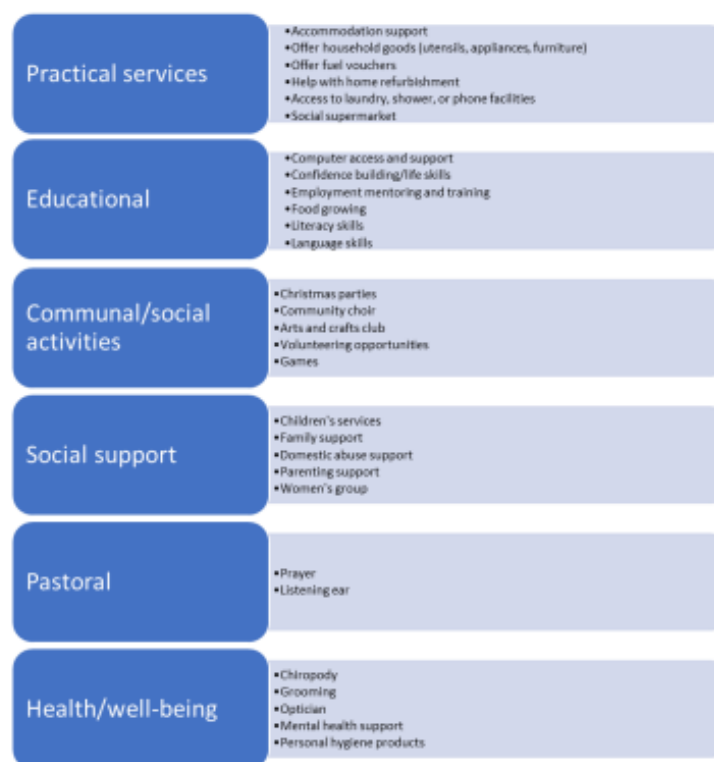 Practical services
•Accommodation support
•Offer household goods (utensils, appliances, furniture)
•Offer fuel vouchers
•Help with home refurbishment
•Access to laundry, shower, or phone facilities
•Social supermarket
Educational
•Computer access and support
•Confidence building/life skills
•Employment mentoring and training
•Food growing
•Literacy skills
•Language skills
Communal/social
activities
•Christmas parties
•Community choir
•Arts and crafts club
•Volunteering opportunities
•Games
Social support
•Children's services
•Family support
•Domestic abuse support
•Parenting support
•Women's group
Pastoral
•Prayer
•Listening ear
Health/well-being
•Chiropody
•Grooming
•Optician
•Mental health support
•Personal hygiene products